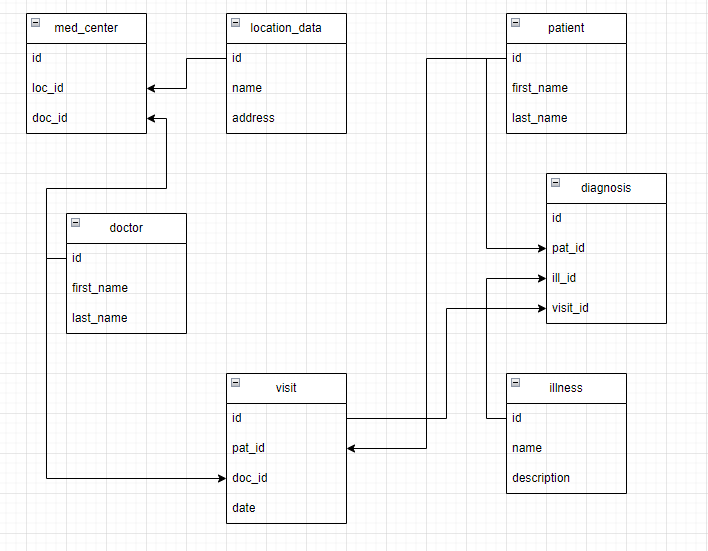 med_center
id
loc_id
doc_id
location_data
id
name
address
patient
id
first_name
last_name
diagnosis
id
pat_id
ill_id
visit_id
doctor
id
first_name
last_name
visit
id
pat_id
doc_id
date
illness
id
name
description